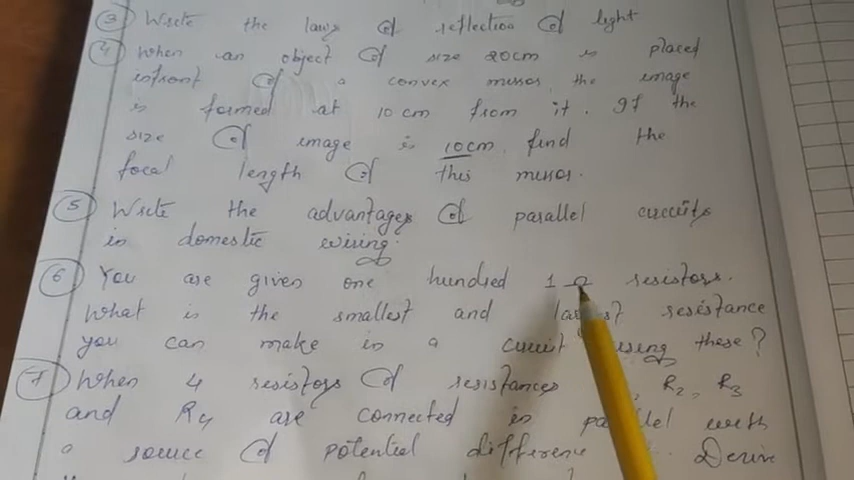 3 Write the laws of reflection of light
4 When an object of size 20cm is placed
infront of a convex mirror, the image
is formed at 10 cm from it. If the
size of image is 10cm, find the
focal length of this mirror.
5 Write the advantages of parallel circuits
in domestic wiring.
6 You are given one hundred 1 Ω resistors.
What is the smallest and largest resistance
you can make in a circuit using these?
7 When 4 resistors of resistances , R2, R3
and R4 are connected in parallel with
a source of potential difference Derive